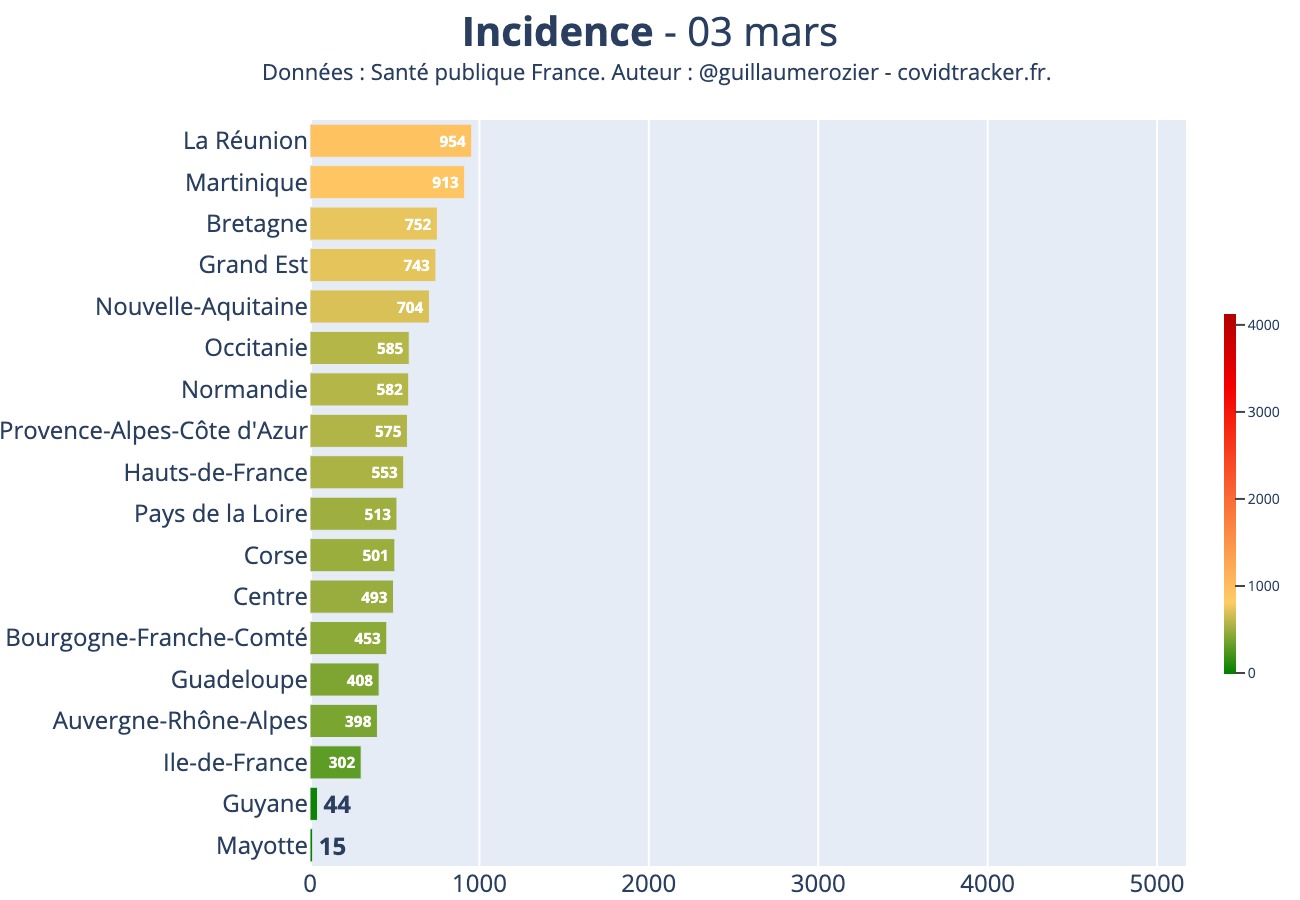 Incidence - 03 mars
Données : Santé publique France. Auteur : @guillaumerozier - covidtracker.fr.
La Réunion 954
Martinique 913
Bretagne 752
Grand Est 743
Nouvelle-Aquitaine 704
Occitanie 585
Normandie 582
Provence-Alpes-Côte d'Azur 575
Hauts-de-France 553
Pays de la Loire 513
Corse 501
Centre 493
Bourgogne-Franche-Comté 453
Guadeloupe 408
Auvergne-Rhône-Alpes 398
Ile-de-France 302
Guyane 44
Mayotte 15
0 1000 2000 3000 4000 5000
4000
3000
2000
1000
0